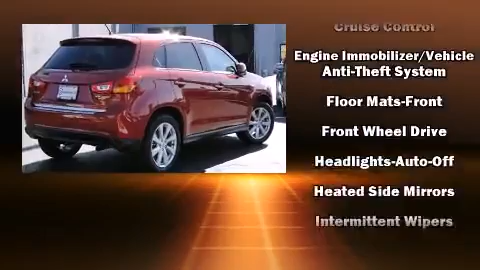 Cruise Control
Engine Immobilizer/Vehicle
Anti-Theft System
Floor Mats-Front
Front Wheel Drive
Headlights-Auto-Off
Heated Side Mirrors
Intermittent Wipers